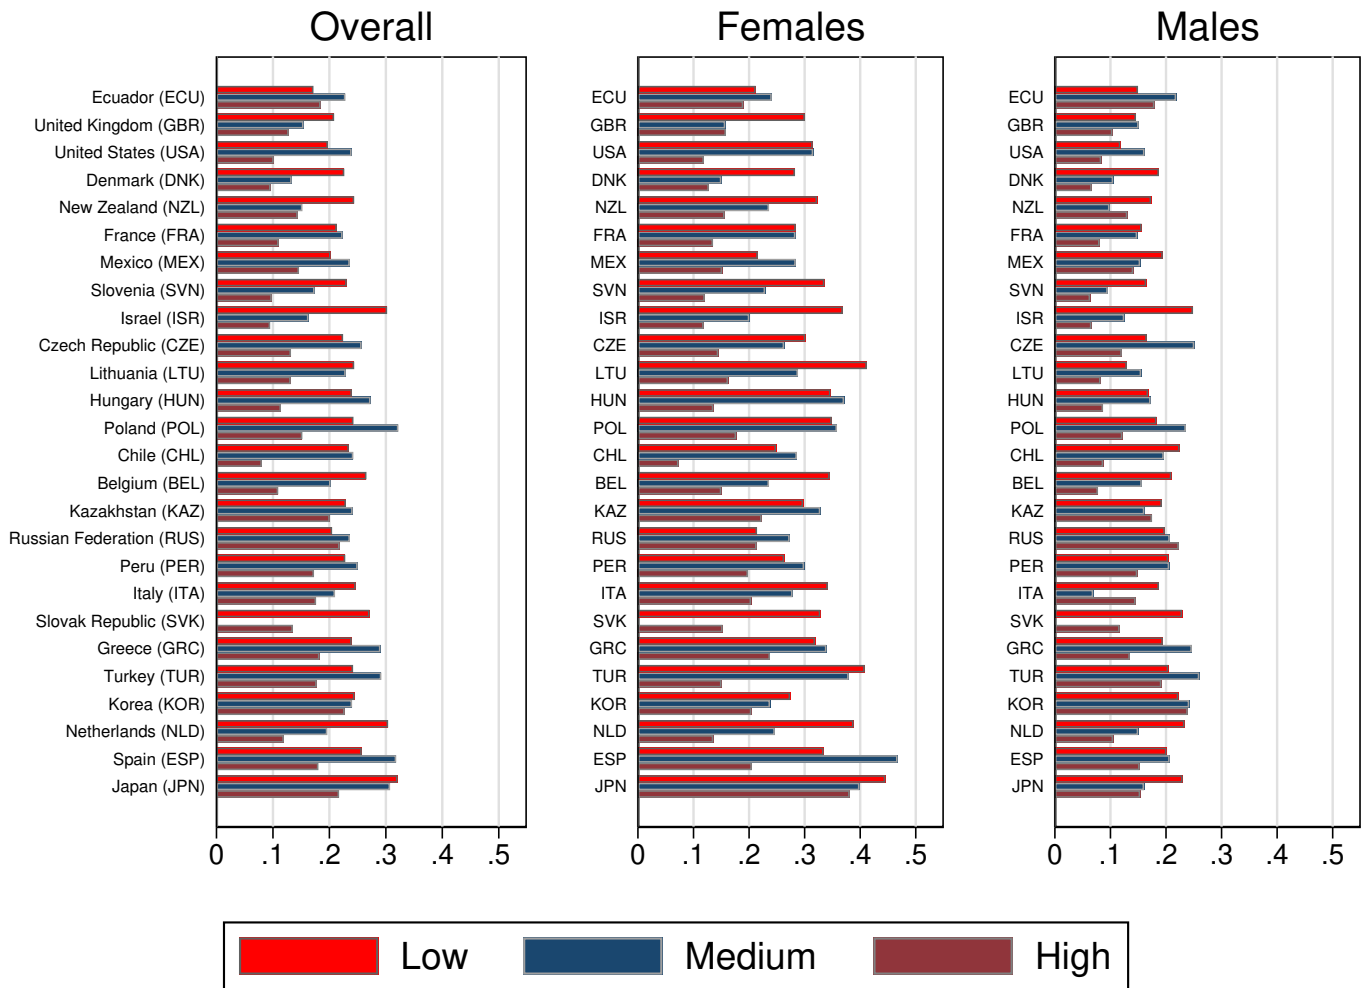 Overall Females Males
Ecuador (ECU) ECU ECU
United Kingdom (GBR) GBR GBR
United States (USA) USA USA
Denmark (DNK) DNK DNK
New Zealand (NZL) NZL NZL
France (FRA) FRA FRA
Mexico (MEX) MEX MEX
Slovenia (SVN) SVN SVN
Israel (ISR) ISR ISR
Czech Republic (CZE) CZE CZE
Lithuania (LTU) LTU LTU
Hungary (HUN) HUN HUN
Poland (POL) POL POL
Chile (CHL) CHL CHL
Belgium (BEL) BEL BEL
Kazakhstan (KAZ) KAZ KAZ
Russian Federation (RUS) RUS RUS
Peru (PER) PER PER
Italy (ITA) ITA ITA
Slovak Republic (SVK) SVK SVK
Greece (GRC) GRC GRC
Turkey (TUR) TUR TUR
Korea (KOR) KOR KOR
Netherlands (NLD) NLD NLD
Spain (ESP) ESP ESP
Japan (JPN) JPN JPN
0 .1 .2 .3 .4 .5 0 .1 .2 .3 .4 .5 0 .1 .2 .3 .4 .5
Low Medium High